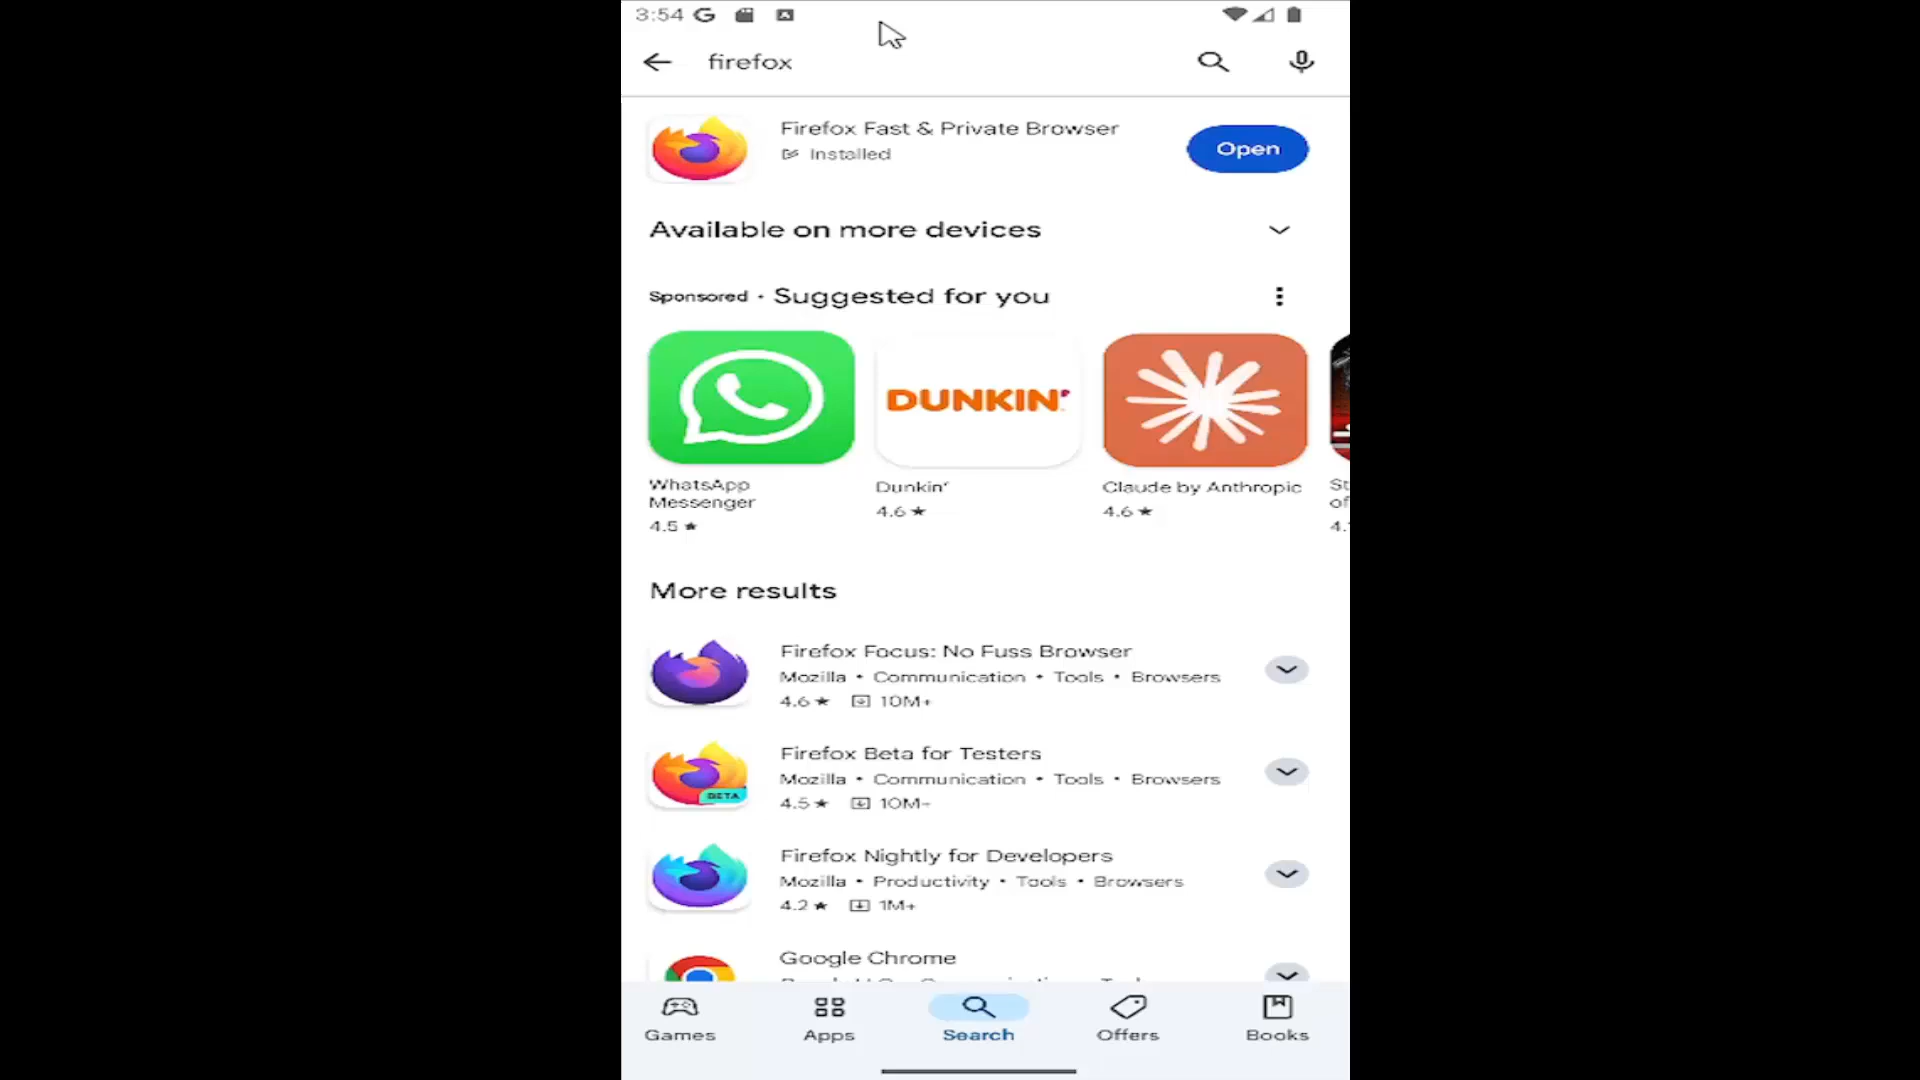 3:54
firefox
Firefox Fast & Private Browser
Installed
Open
Available on more devices
Sponsored • Suggested for you
DUNKIN'
WhatsApp
Messenger
4.5 ★
Dunkin'
4.6 ★
Claude by Anthropic
4.6 ★
St
of
4.
More results
Firefox Focus: No Fuss Browser
Mozilla • Communication • Tools • Browsers
4.6 ★ 10M+
Firefox Beta for Testers
Mozilla • Communication • Tools • Browsers
BETA
4.5 ★ 10M+
Firefox Nightly for Developers
Mozilla • Productivity • Tools • Browsers
4.2 ★ 1M+
Google Chrome
Games
Apps
Search
Offers
Books